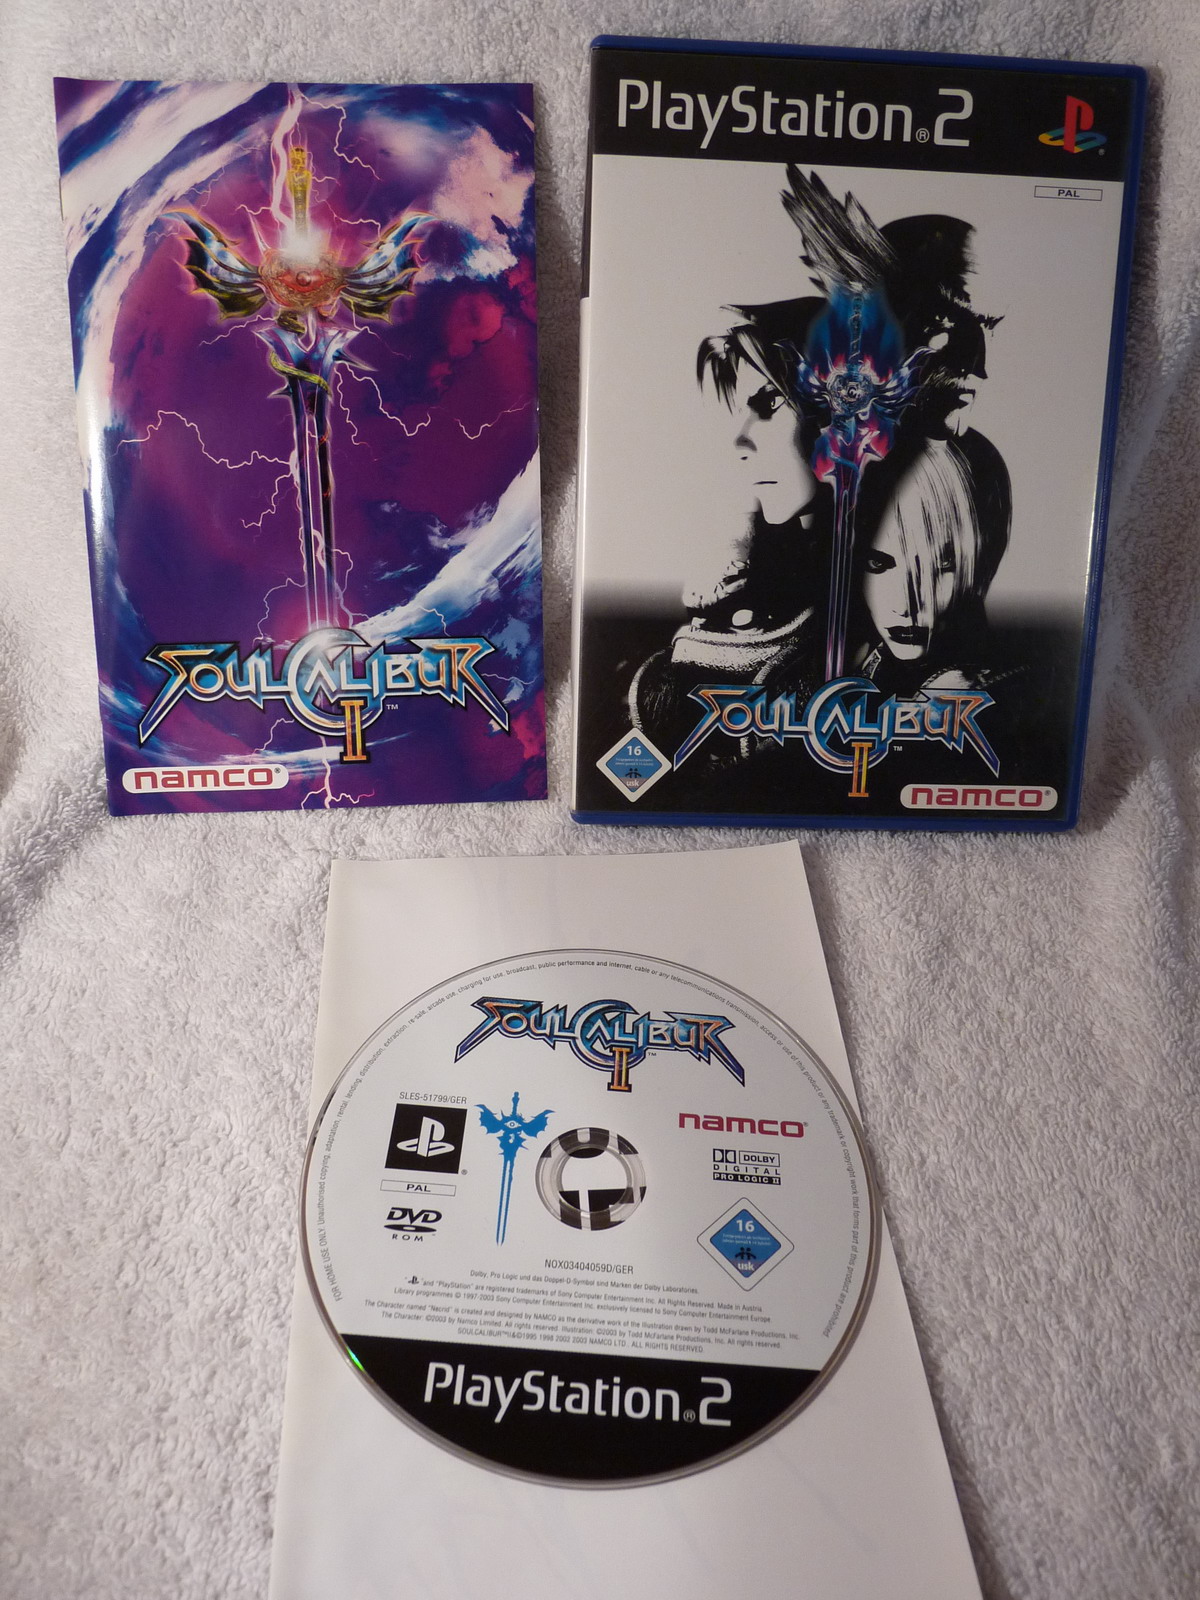 SOULCALIBUR
II ™
namco®
PlayStation®2
PAL
SOULCALIBUR
II ™
16
usk
namco®
FOR HOME USE ONLY. Unauthorised copying, adaptation, rental, lending, distribution, extraction, re-sale, arcade use, charging for use, broadcast, public performance and internet, cable or any telecommunications transmission, access or use of this product or any trademark or copyright work that forms part of this product are prohibited
SOULCALIBUR
II ™
SLES-51799/GER
PAL
DVD
ROM
namco®
DOLBY
DIGITAL
PRO LOGIC II
16
usk
NOX03404059D/GER
Dolby, Pro Logic und das Doppel-D-Symbol sind Marken der Dolby Laboratories.
" " and "PlayStation" are registered trademarks of Sony Computer Entertainment Inc. All Rights Reserved. Made in Austria.
Library programmes © 1997-2003 Sony Computer Entertainment Inc. exclusively licensed to Sony Computer Entertainment Europe.
The Character named "Necrid" is created and designed by NAMCO as the derivative work of the illustration drawn by Todd McFarlane Productions, Inc.
The Character: ©2003 by Namco Limited. All rights reserved. Illustration: ©2003 by Todd McFarlane Productions, Inc. All rights reserved.
SOULCALIBUR™II&©1995 1998 2002 2003 NAMCO LTD., ALL RIGHTS RESERVED.
PlayStation®2